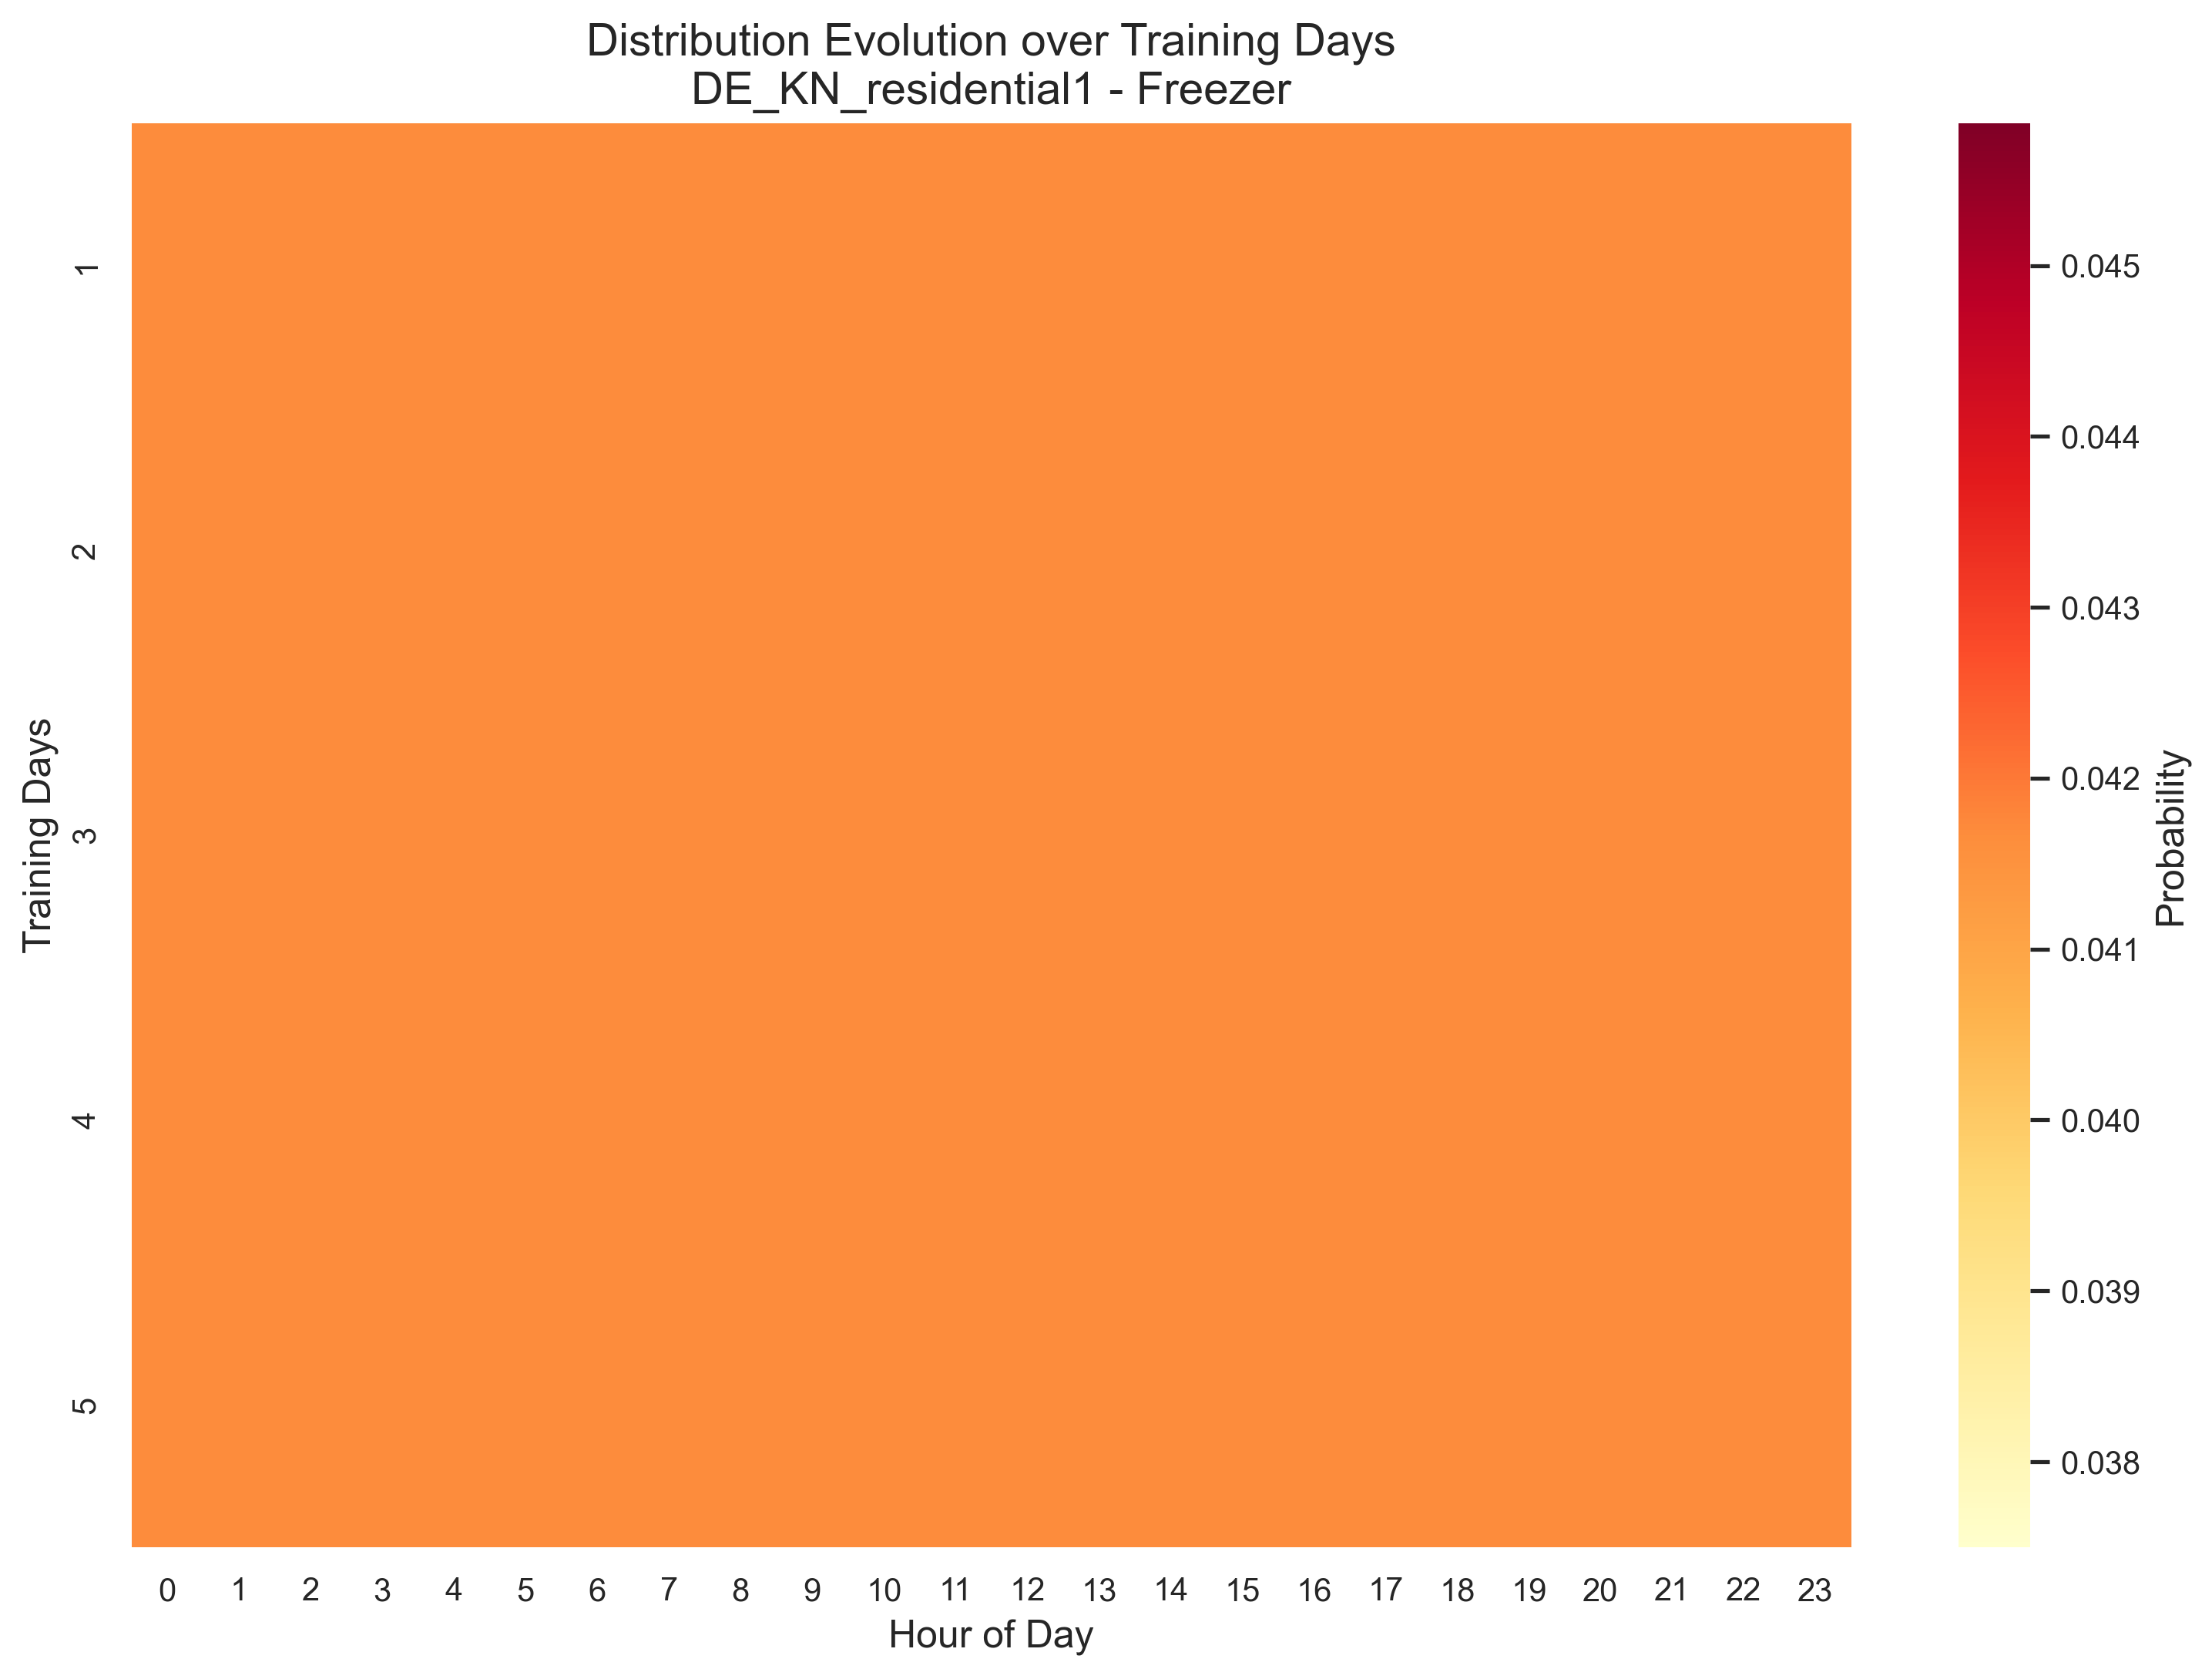 Distribution Evolution over Training Days
DE_KN_residential1 - Freezer
Training Days
1
2
3
4
5
0 1 2 3 4 5 6 7 8 9 10 11 12 13 14 15 16 17 18 19 20 21 22 23
Hour of Day
0.045
0.044
0.043
0.042
0.041
0.040
0.039
0.038
Probability